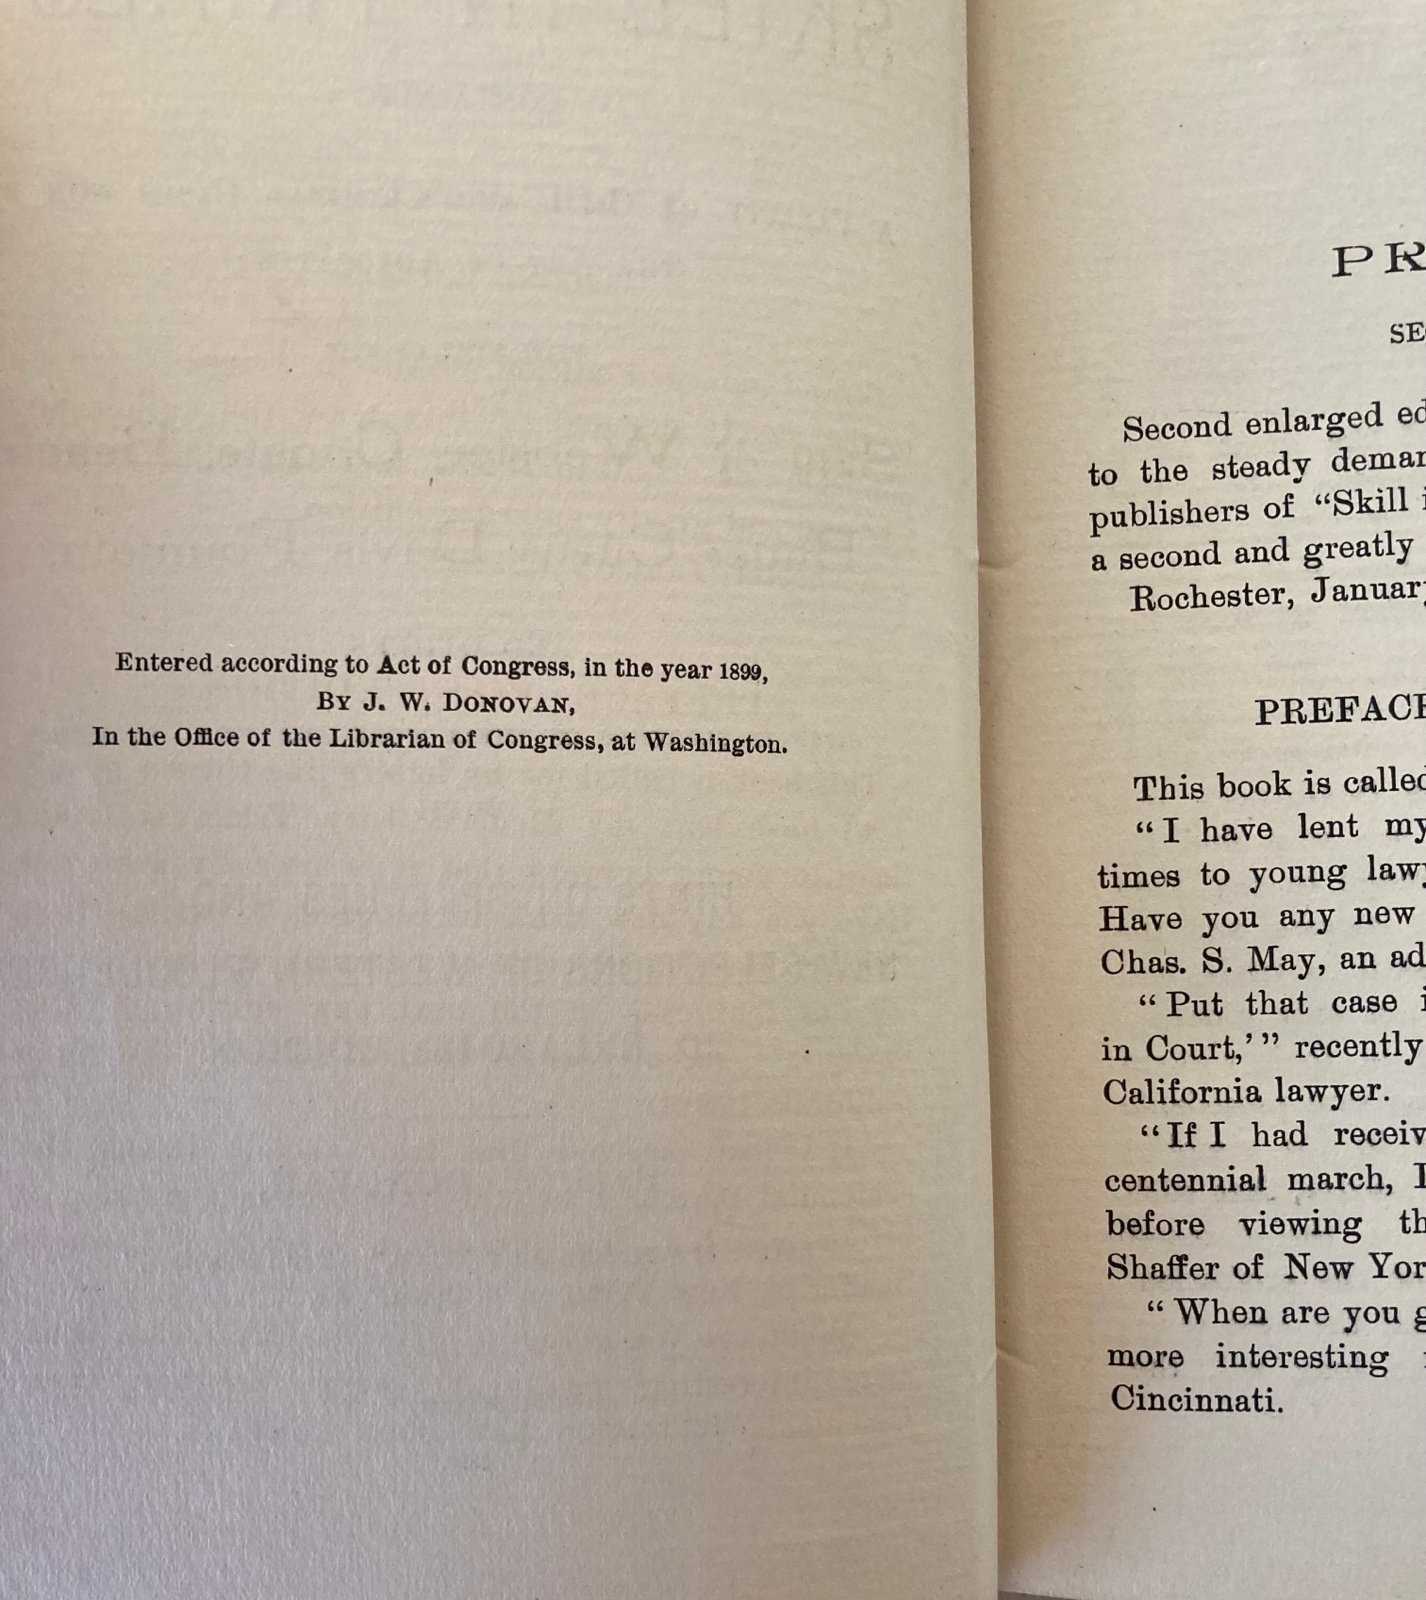 Entered according to Act of Congress, in the year 1899,
By J. W. Donovan,
In the Office of the Librarian of Congress, at Washington.
PR
SE
Second enlarged ed
to the steady deman
publishers of “Skill i
a second and greatly
Rochester, January
PREFACE
This book is called
“I have lent my
times to young lawy
Have you any new
Chas. S. May, an ad
“Put that case i
in Court,’” recently
California lawyer.
“If I had receiv
centennial march, I
before viewing th
Shaffer of New Yor
“When are you g
more interesting
Cincinnati.